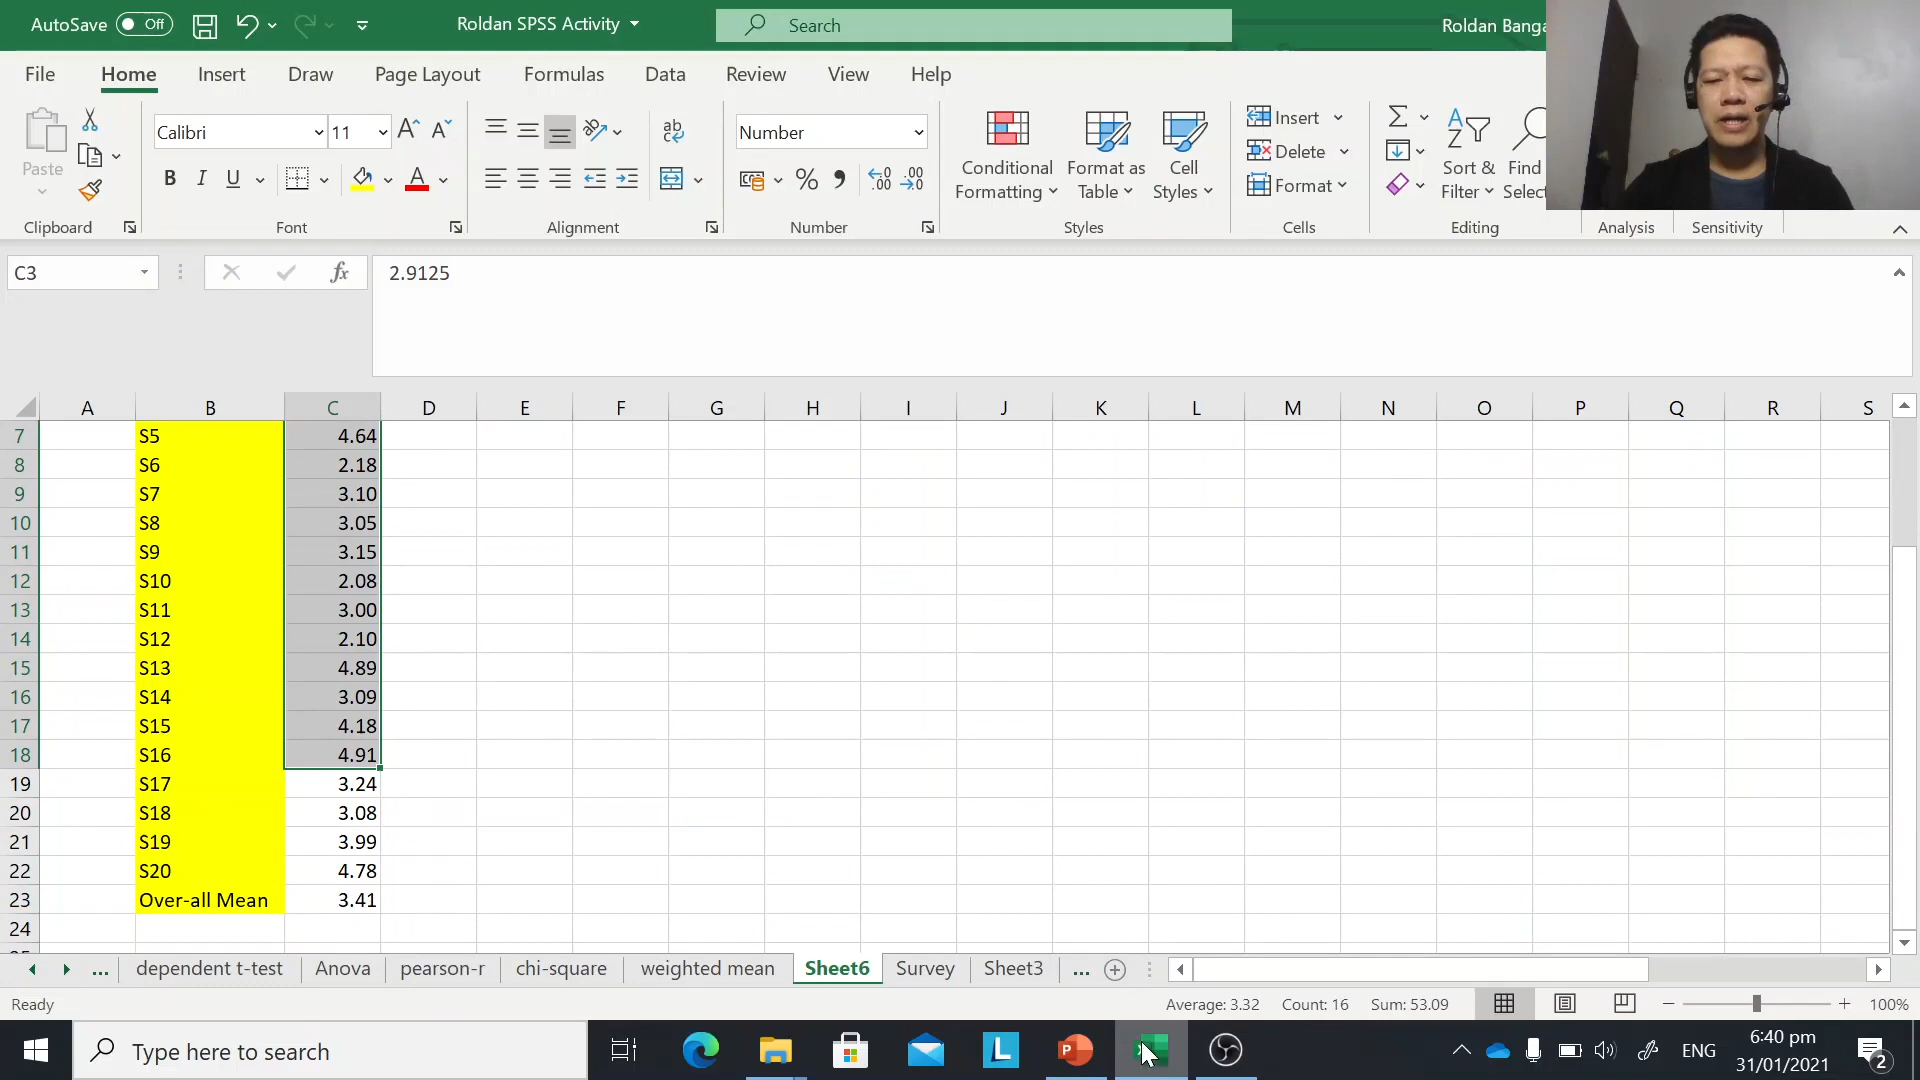 AutoSave Off Roldan SPSS Activity Search Roldan Banga
File Home Insert Draw Page Layout Formulas Data Review View Help
Paste Calibri 11 ab c Number Conditional Formatting Format as Table Cell Styles Insert Delete Format Sort & Filter Find Select
B I U % 9 .00 .00
Clipboard Font Alignment Number Styles Cells Editing Analysis Sensitivity
C3 fx 2.9125
A B C D E F G H I J K L M N O P Q R S
7 S5 4.64
8 S6 2.18
9 S7 3.10
10 S8 3.05
11 S9 3.15
12 S10 2.08
13 S11 3.00
14 S12 2.10
15 S13 4.89
16 S14 3.09
17 S15 4.18
18 S16 4.91
19 S17 3.24
20 S18 3.08
21 S19 3.99
22 S20 4.78
23 Over-all Mean 3.41
24
... dependent t-test Anova pearson-r chi-square weighted mean Sheet6 Survey Sheet3 ...
Ready Average: 3.32 Count: 16 Sum: 53.09 100%
Type here to search L P ENG 6:40 pm
31/01/2021 2